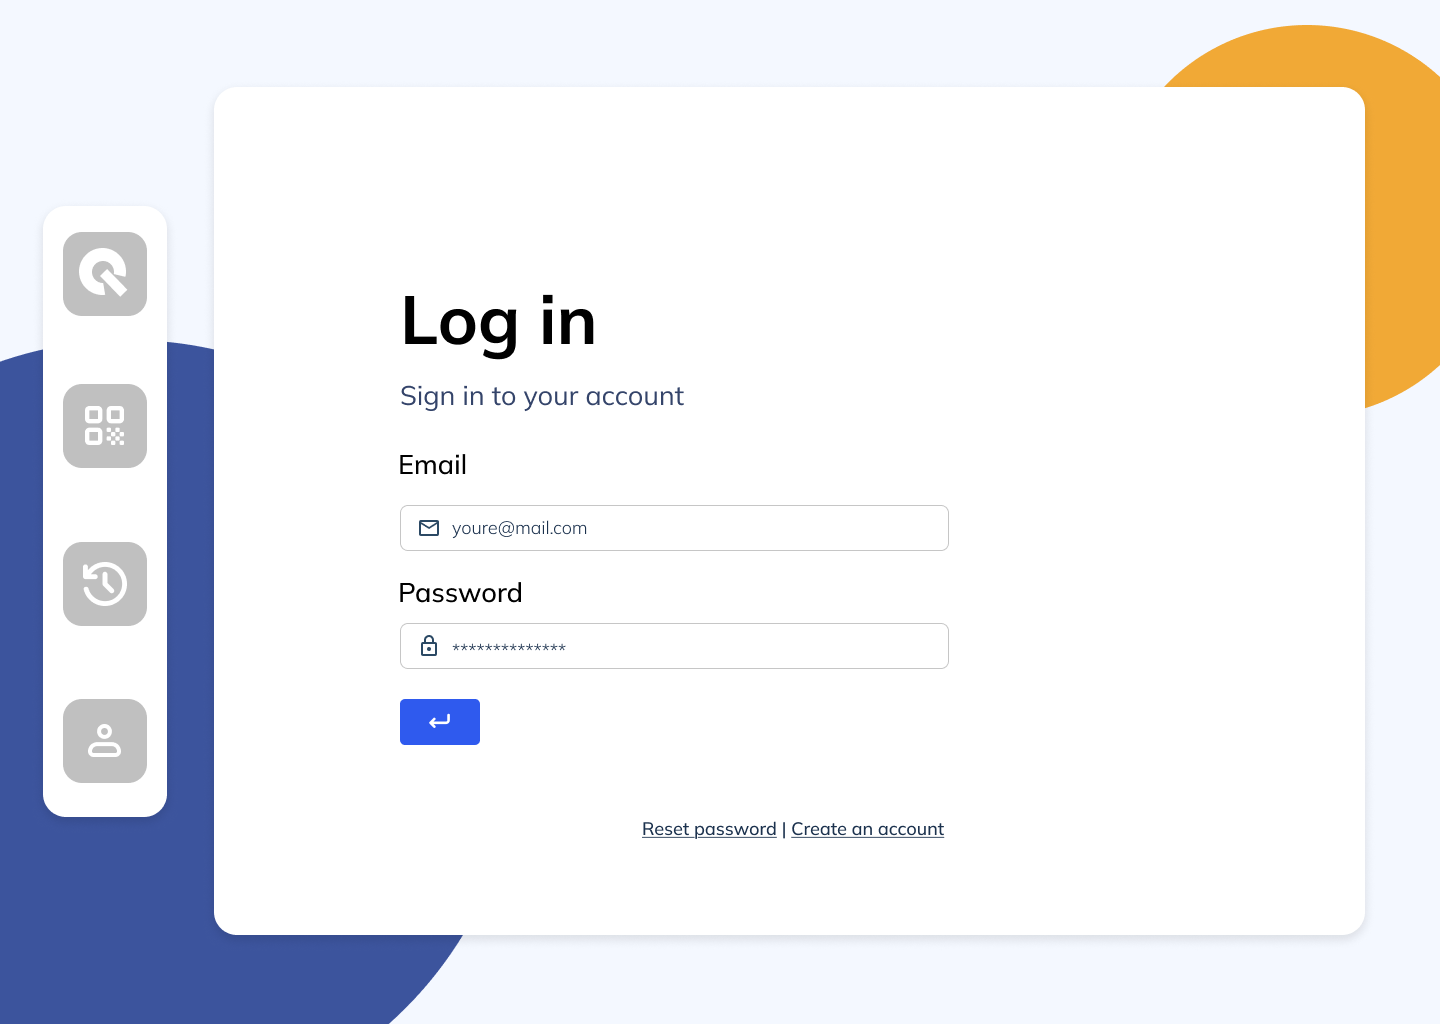 Log in
Sign in to your account
Email
youre@mail.com
Password
**************
Reset password | Create an account